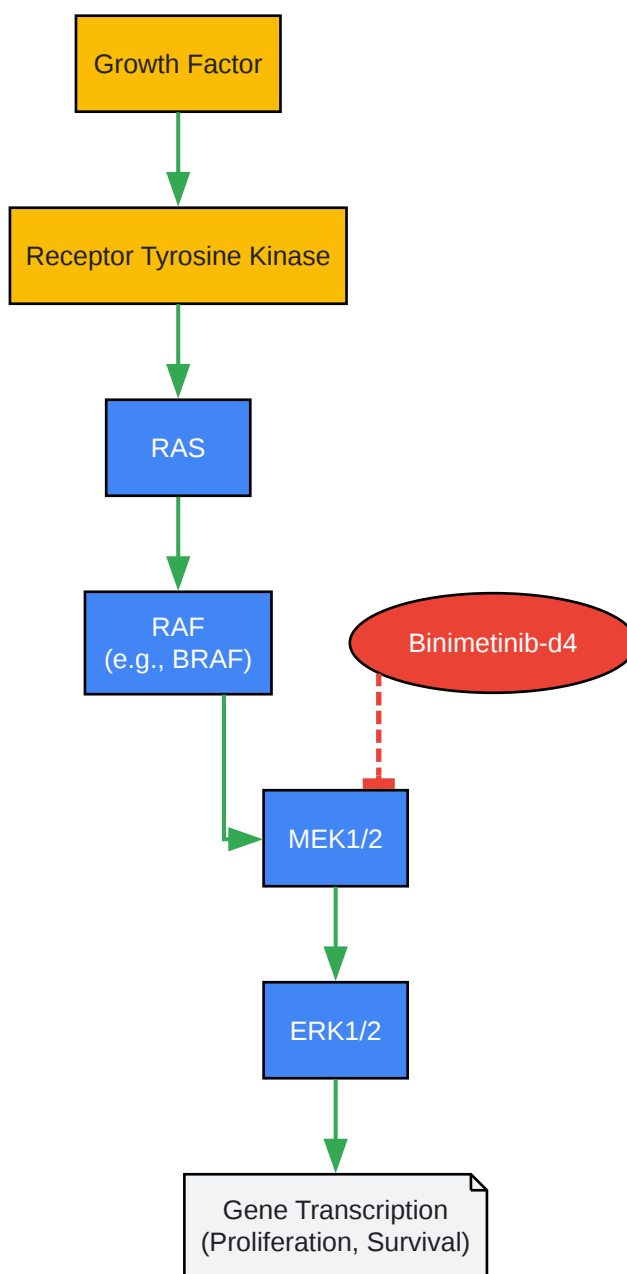 Growth Factor
Receptor Tyrosine Kinase
RAS
RAF
(e.g., BRAF)
Binimetinib-d4
MEK1/2
ERK1/2
Gene Transcription
(Proliferation, Survival)